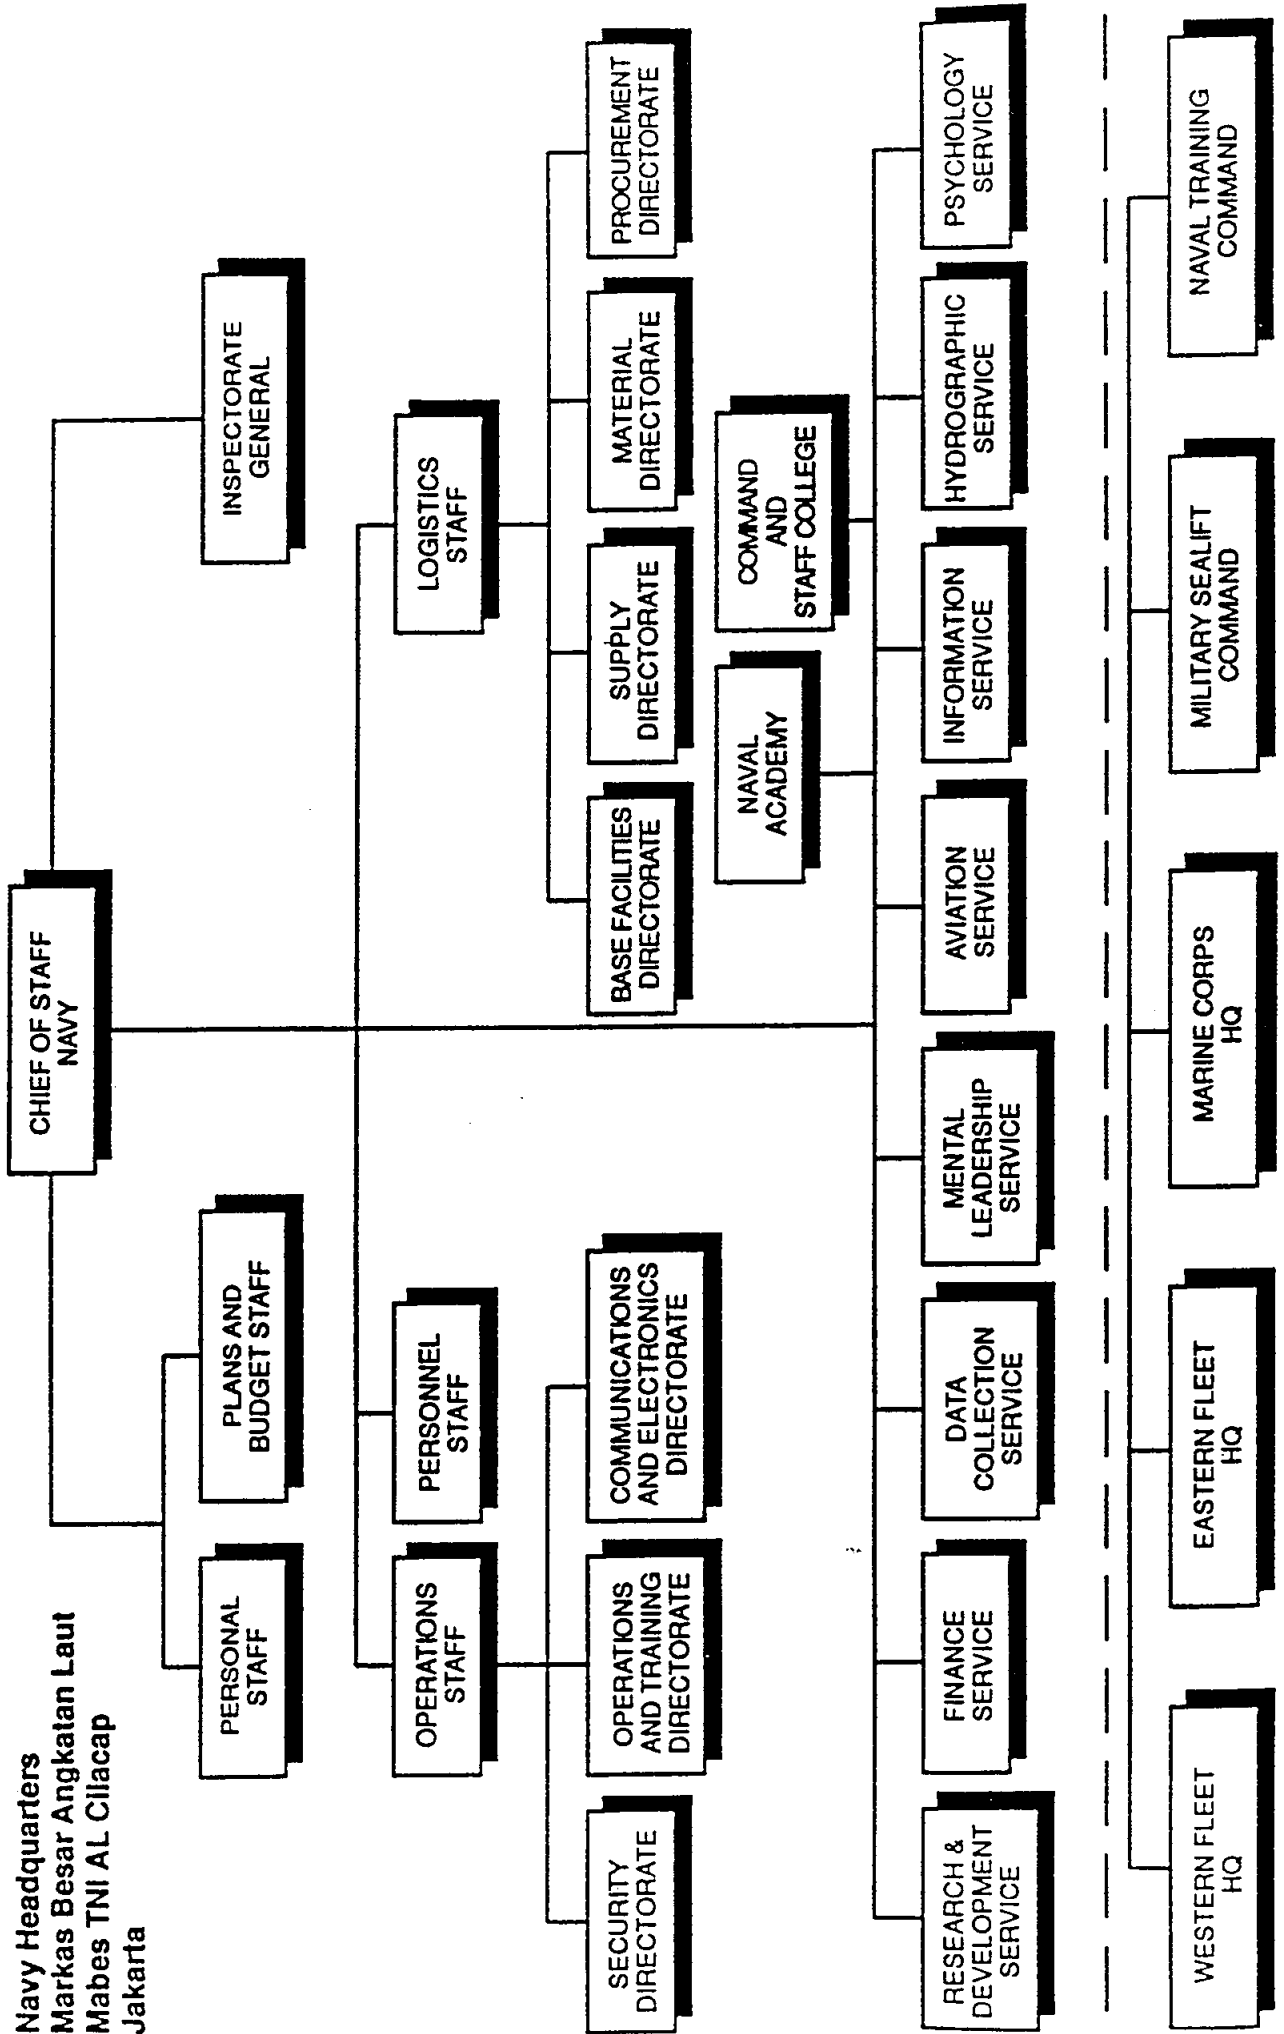 Navy Headquarters
Markas Besar Angkatan Laut
Mabes TNI AL Cilacap
Jakarta
CHIEF OF STAFF
NAVY
PERSONAL
STAFF
PLANS AND
BUDGET STAFF
INSPECTORATE
GENERAL
OPERATIONS
STAFF
PERSONNEL
STAFF
LOGISTICS
STAFF
SECURITY
DIRECTORATE
OPERATIONS
AND TRAINING
DIRECTORATE
COMMUNICATIONS
AND ELECTRONICS
DIRECTORATE
BASE FACILITIES
DIRECTORATE
SUPPLY
DIRECTORATE
MATERIAL
DIRECTORATE
PROCUREMENT
DIRECTORATE
NAVAL
ACADEMY
COMMAND
AND
STAFF COLLEGE
RESEARCH &
DEVELOPMENT
SERVICE
FINANCE
SERVICE
DATA
COLLECTION
SERVICE
MENTAL
LEADERSHIP
SERVICE
AVIATION
SERVICE
INFORMATION
SERVICE
HYDROGRAPHIC
SERVICE
PSYCHOLOGY
SERVICE
WESTERN FLEET
HQ
EASTERN FLEET
HQ
MARINE CORPS
HQ
MILITARY SEALIFT
COMMAND
NAVAL TRAINING
COMMAND